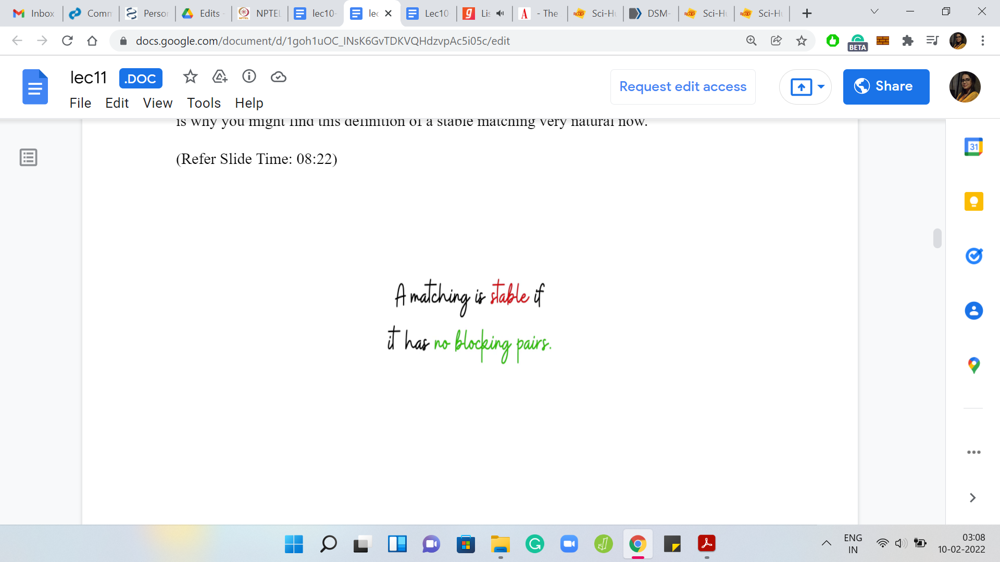 Inbox
Comm
Person
Edits -
NPTEL
lec10-
lec
Lec10
Lis
- The
Sci-Hu
DSM-
Sci-Hu
Sci-Hu
docs.google.com/document/d/1goh1uOC_INsK6GvTDKVQHdzvpAc5i05c/edit
BETA
lec11 .DOC
File Edit View Tools Help
Request edit access
Share
31
is why you might find this definition of a stable matching very natural now.
(Refer Slide Time: 08:22)
A matching is stable if
it has no blocking pairs.
ENG
IN
03:08
10-02-2022